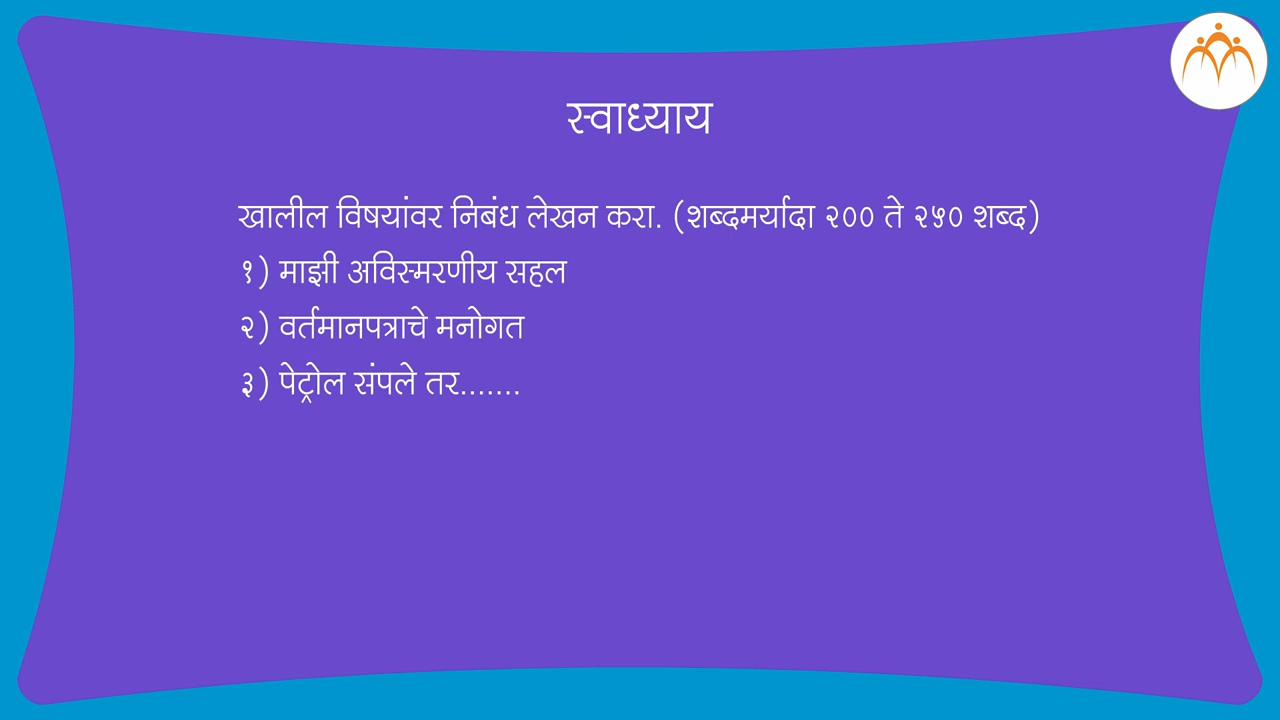 स्वाध्याय
खालील विषयांवर निबंध लेखन करा. (शब्दमर्यादा २०० ते २५० शब्द)
१) माझी अविस्मरणीय सहल
२) वर्तमानपत्राचे मनोगत
३) पेट्रोल संपले तर.......